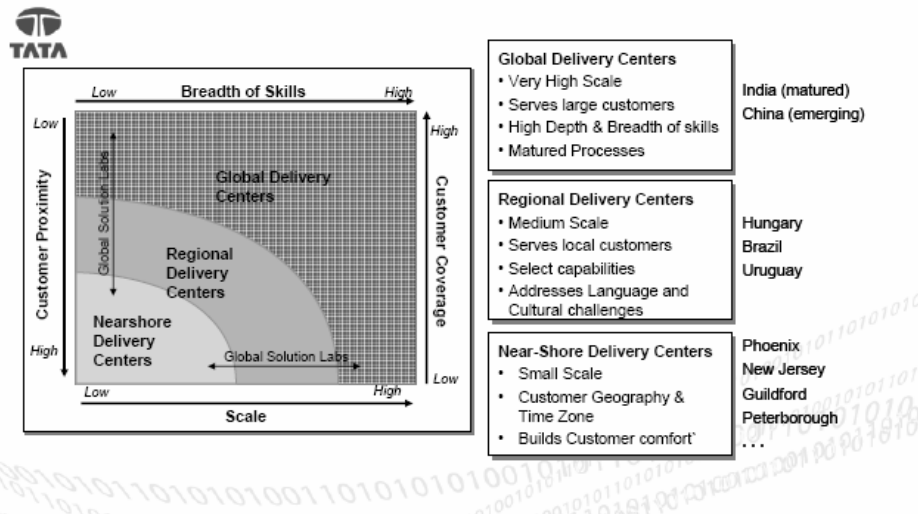 TATA
Low Breadth of Skills High
Low
High
Customer Proximity
Global Solution Labs
Customer Coverage
Global Delivery
Centers
Regional
Delivery
Centers
Nearshore
Delivery
Centers
Global Solution Labs
High
Low
Low High
Scale
Global Delivery Centers
• Very High Scale
• Serves large customers
• High Depth & Breadth of skills
• Matured Processes
India (matured)
China (emerging)
Regional Delivery Centers
• Medium Scale
• Serves local customers
• Select capabilities
• Addresses Language and
Cultural challenges
Hungary
Brazil
Uruguay
Near-Shore Delivery Centers
• Small Scale
• Customer Geography &
Time Zone
• Builds Customer comfort`
Phoenix
New Jersey
Guildford
Peterborough
...